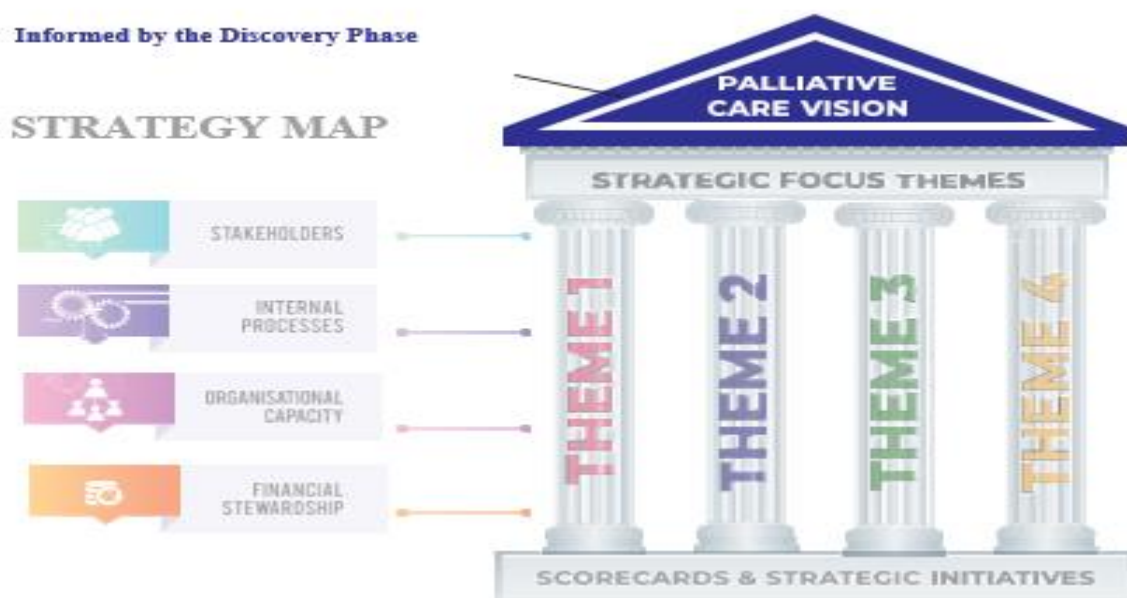 Informed by the Discovery Phase
PALLIATIVE
CARE VISION
STRATEGY MAP
STRATEGIC FOCUS THEMES
STAKEHOLDERS
INTERNAL
PROCESSES
ORGANISATIONAL
CAPACITY
FINANCIAL
STEWARDSHIP
THEME 1
THEME 2
THEME 3
THEME 4
SCORECARDS & STRATEGIC INITIATIVES